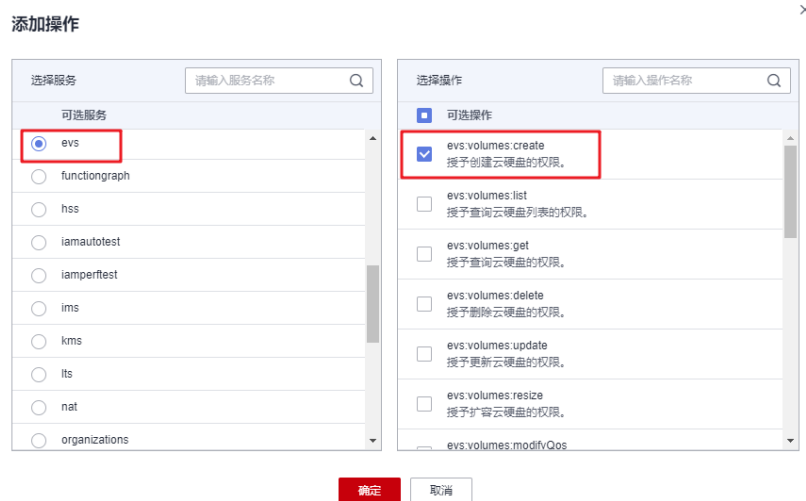 添加操作
选择服务
请输入服务名称
可选服务
evs
functiongraph
hss
iamautotest
iamperftest
ims
kms
lts
nat
organizations
选择操作
请输入操作名称
可选操作
evs:volumes:create
授予创建云硬盘的权限。
evs:volumes:list
授予查询云硬盘列表的权限。
evs:volumes:get
授予查询云硬盘的权限。
evs:volumes:delete
授予删除云硬盘的权限。
evs:volumes:update
授予更新云硬盘的权限。
evs:volumes:resize
授予扩容云硬盘的权限。
evs:volumes:modifyQos
确定
取消